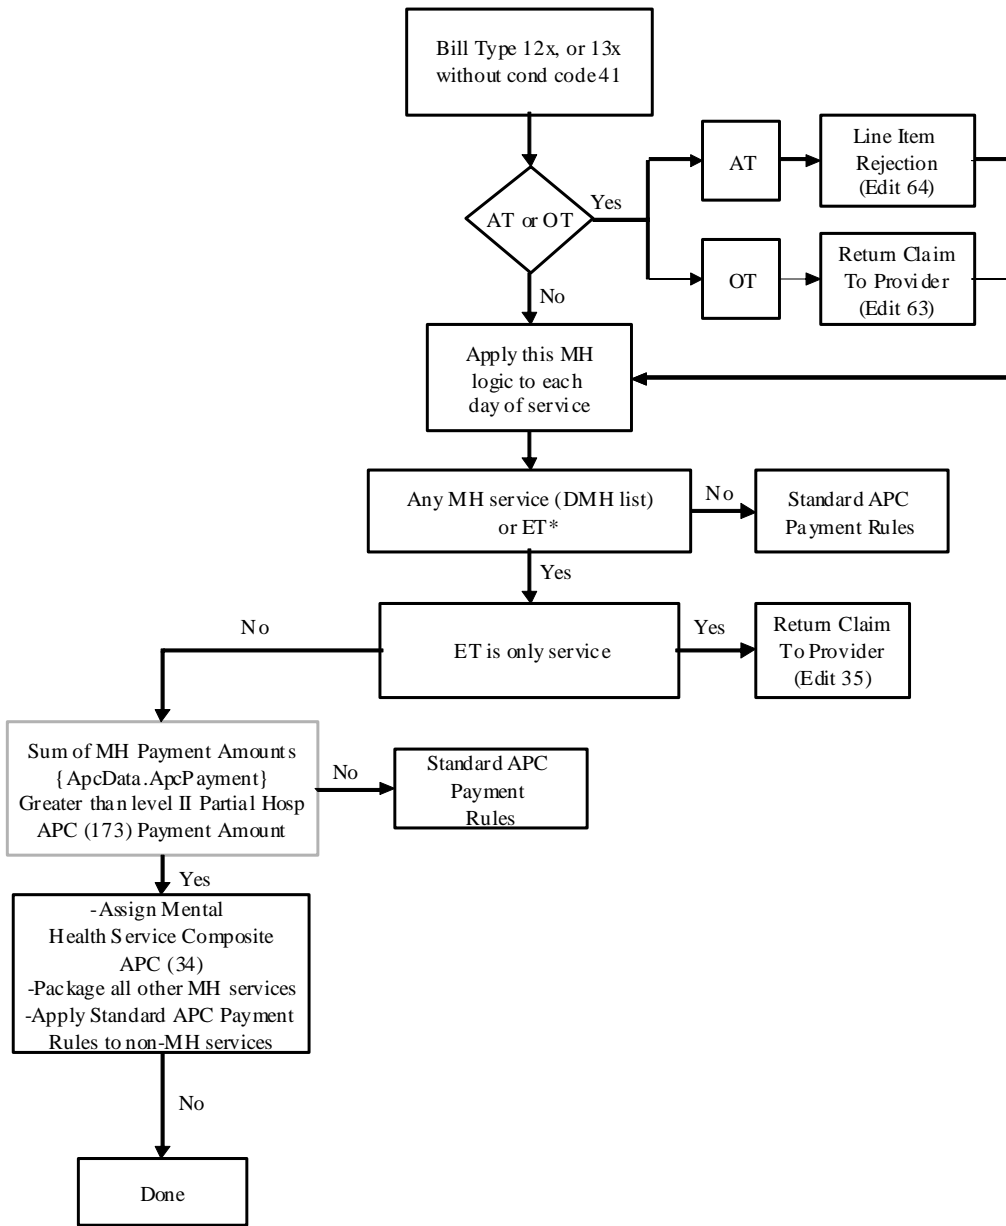 Bill Type 12x, or 13x
without cond code 41
AT or OT
Yes
AT
Line Item
Rejection
(Edit 64)
OT
Return Claim
To Provider
(Edit 63)
No
Apply this MH
logic to each
day of service
Any MH service (DMH list)
or ET*
No
Standard APC
Payment Rules
Yes
ET is only service
Yes
Return Claim
To Provider
(Edit 35)
No
Sum of MH Payment Amounts
{ApcData.ApcPayment}
Greater than level II Partial Hosp
APC (173) Payment Amount
No
Standard APC
Payment
Rules
Yes
-Assign Mental
Health Service Composite
APC (34)
-Package all other MH services
-Apply Standard APC Payment
Rules to non-MH services
No
Done